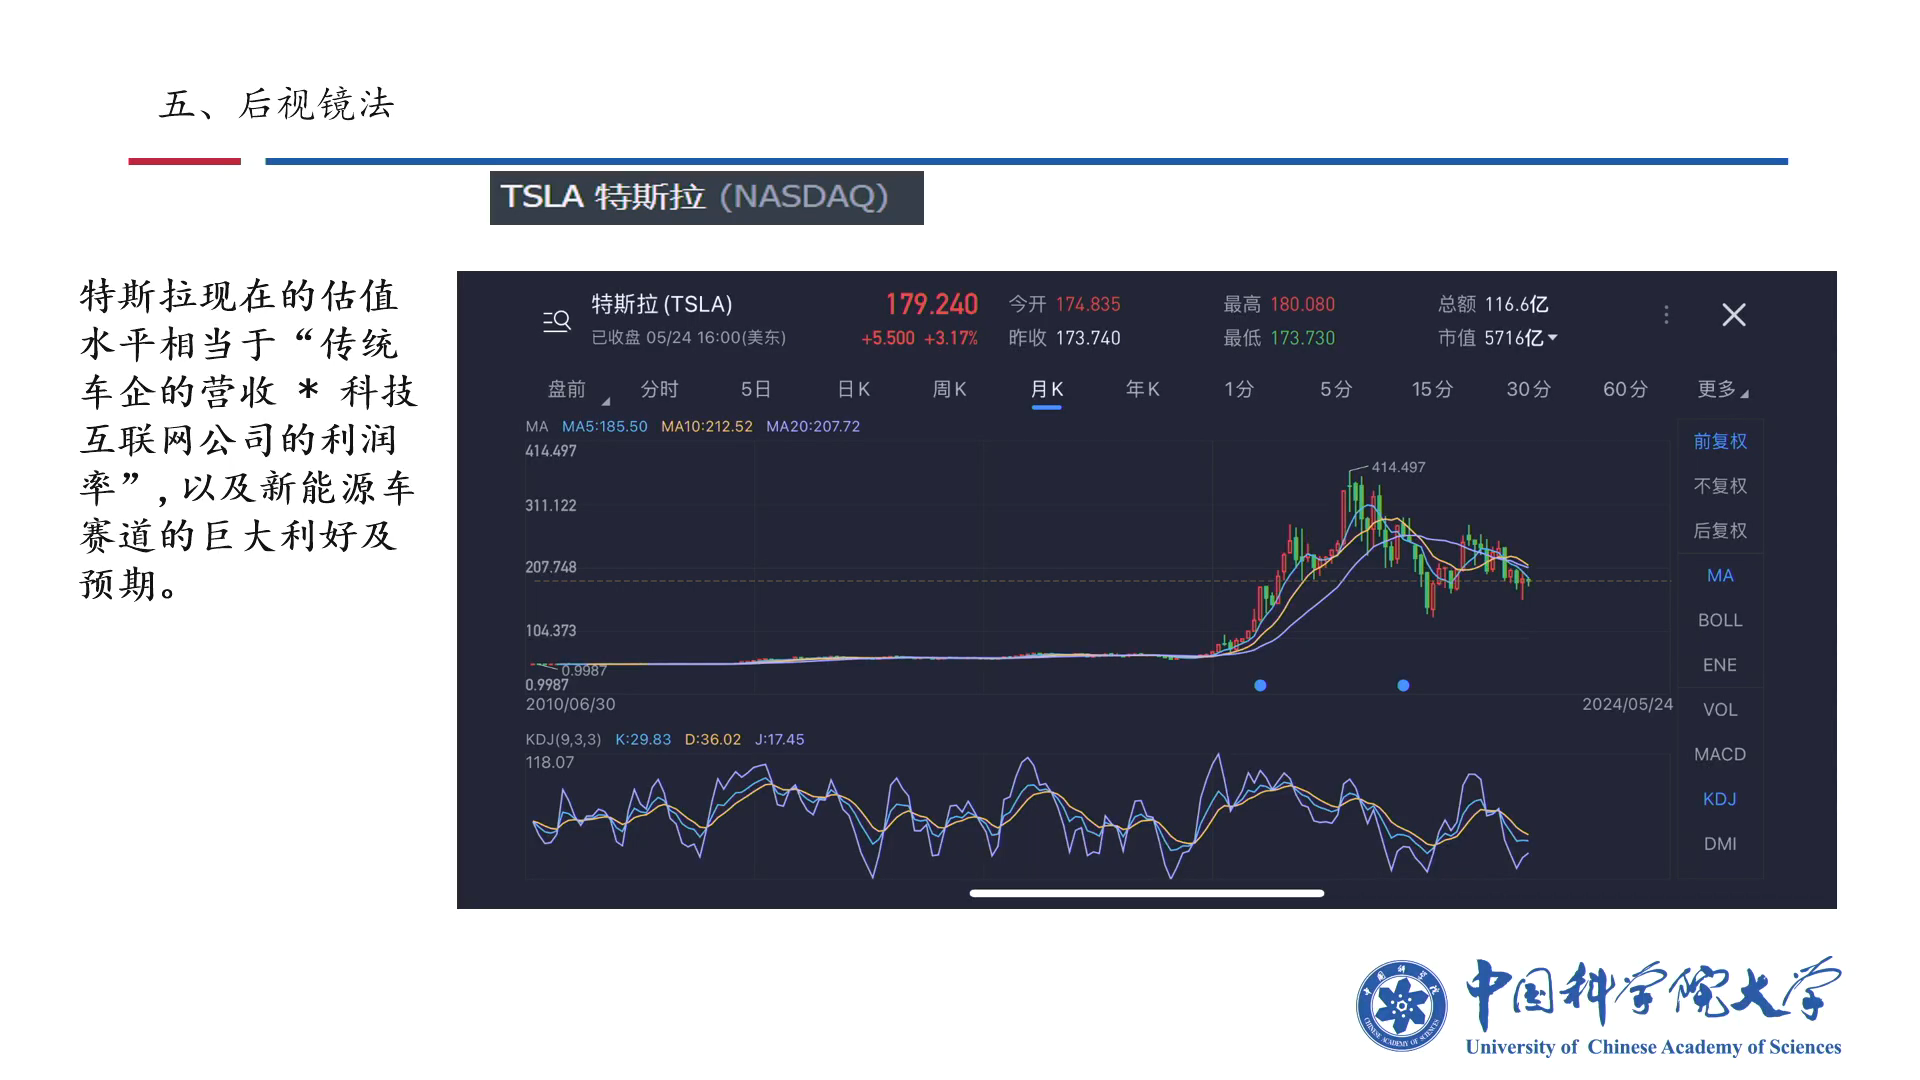 五、后视镜法
TSLA 特斯拉 (NASDAQ)
特斯拉现在的估值
水平相当于“传统
车企的营收 * 科技
互联网公司的利润
率”,以及新能源车
赛道的巨大利好及
预期。
特斯拉 (TSLA)
已收盘 05/24 16:00(美东)
179.240
+5.500 +3.17%
今开 174.835
昨收 173.740
最高 180.080
最低 173.730
总额 116.6亿
市值 5716亿
盘前 分时 5日 日K 周K 月K 年K 1分 5分 15分 30分 60分 更多
MA MA5:185.50 MA10:212.52 MA20:207.72
414.497
414.497
311.122
207.748
104.373
0.9987
0.9987
2010/06/30 2024/05/24
KDJ(9,3,3) K:29.83 D:36.02 J:17.45
118.07
前复权
不复权
后复权
MA
BOLL
ENE
VOL
MACD
KDJ
DMI
中国科学院大学
University of Chinese Academy of Sciences